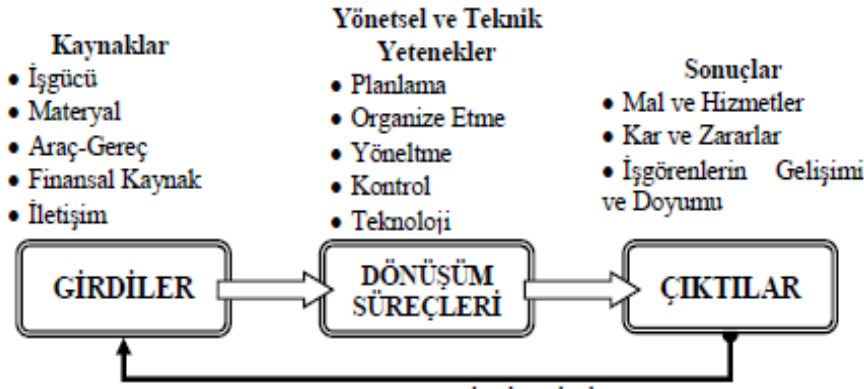 Kaynaklar
• İşgücü
• Materyal
• Araç-Gereç
• Finansal Kaynak
• İletişim
Yönetsel ve Teknik
Yetenekler
• Planlama
• Organize Etme
• Yöneltme
• Kontrol
• Teknoloji
Sonuçlar
• Mal ve Hizmetler
• Kar ve Zararlar
• İşgörenlerin Gelişimi
ve Doyumu
GİRDİLER
DÖNÜŞÜM
SÜREÇLERİ
ÇIKTILAR